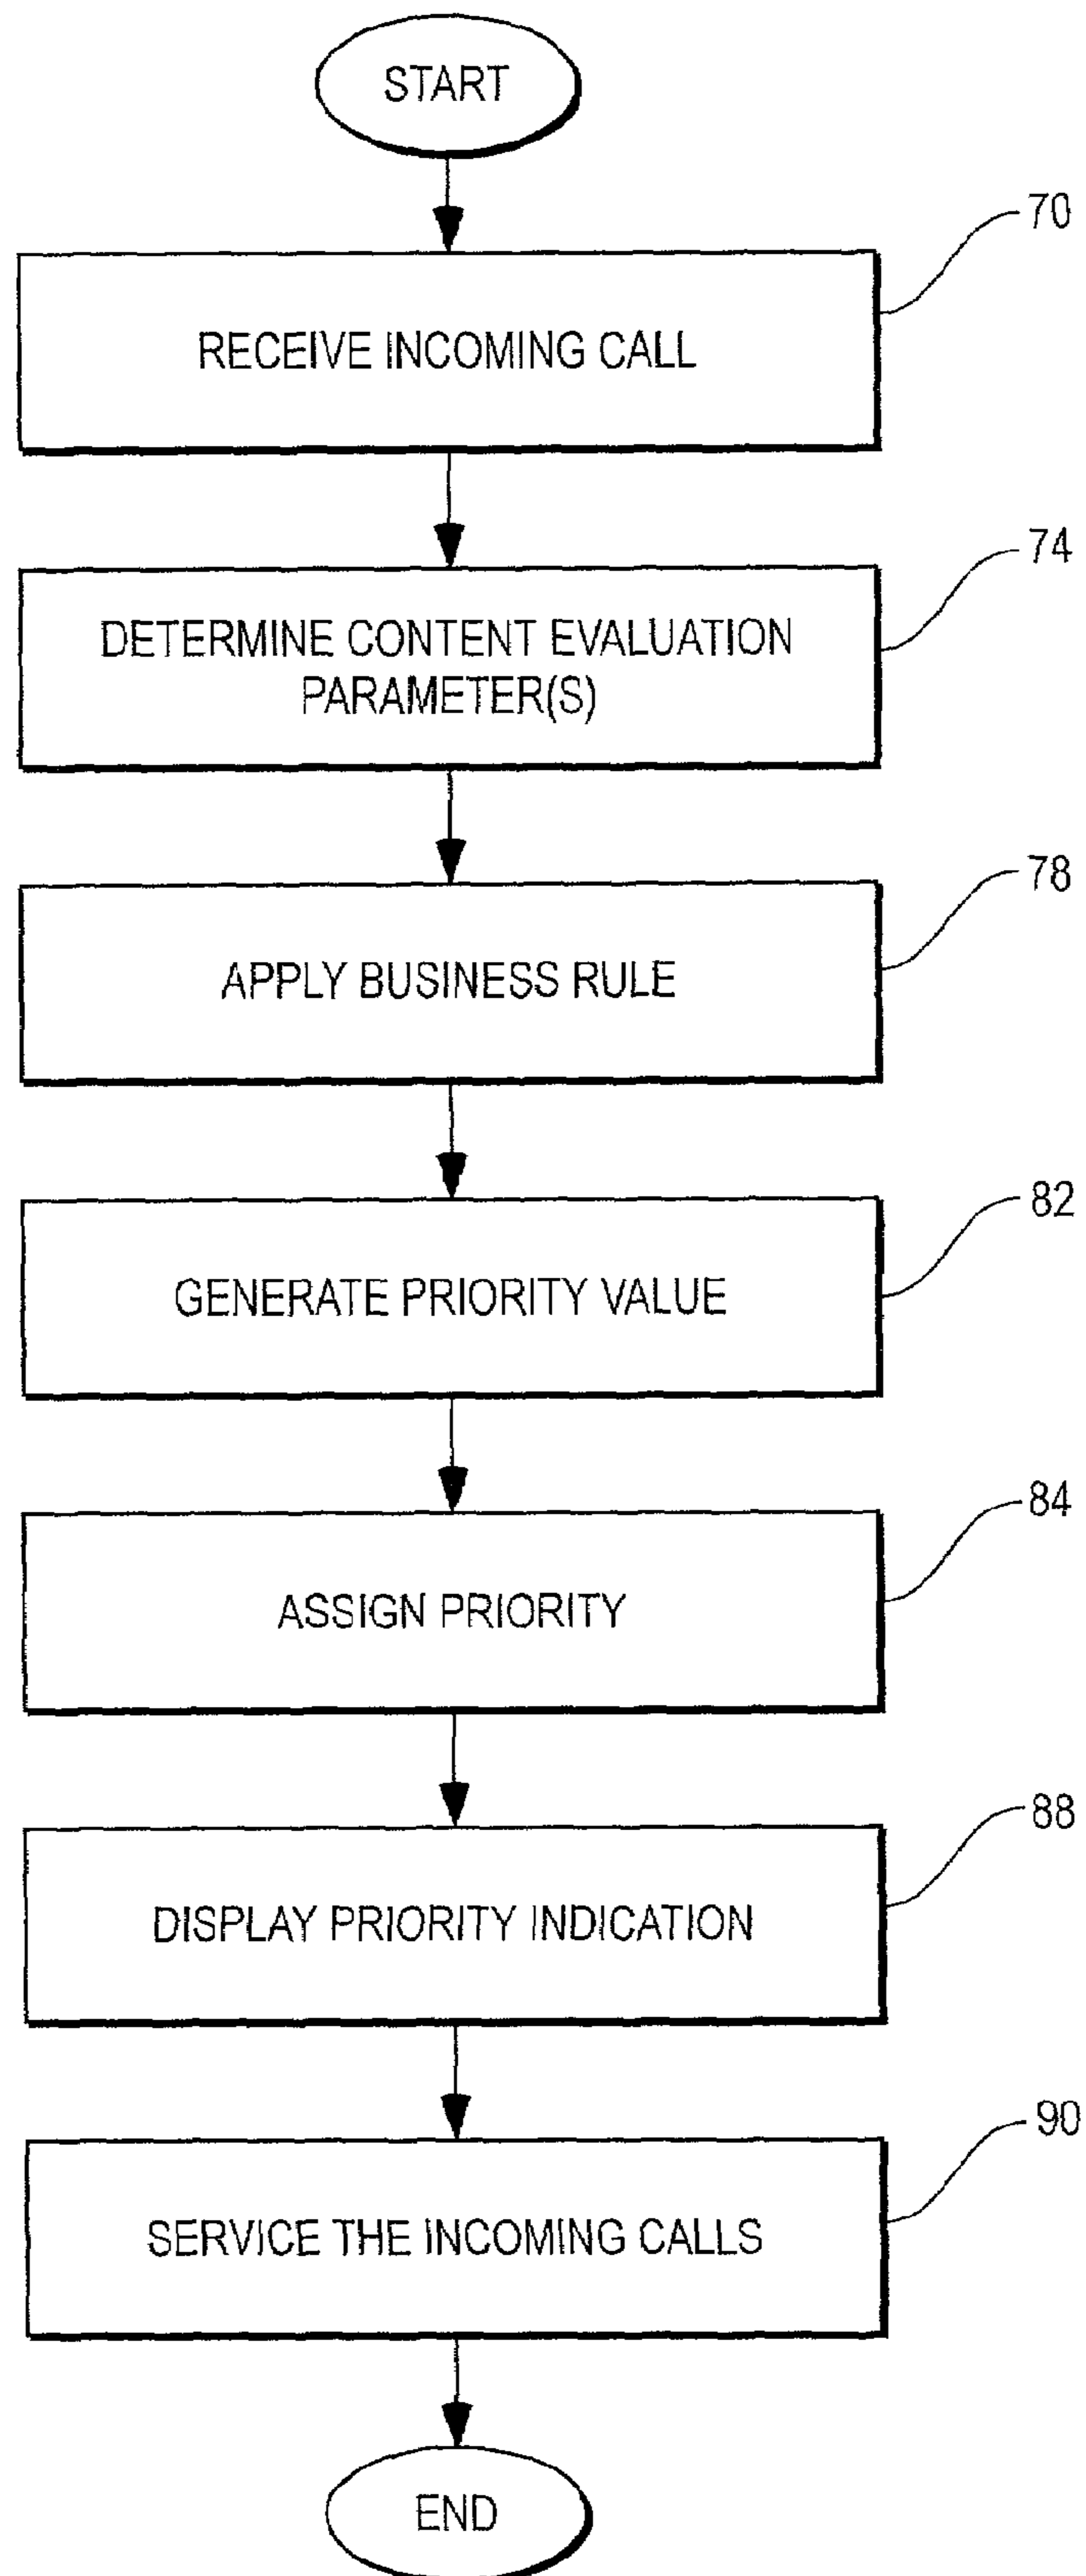 START
70
RECEIVE INCOMING CALL
74
DETERMINE CONTENT EVALUATION
PARAMETER(S)
78
APPLY BUSINESS RULE
82
GENERATE PRIORITY VALUE
84
ASSIGN PRIORITY
88
DISPLAY PRIORITY INDICATION
90
SERVICE THE INCOMING CALLS
END